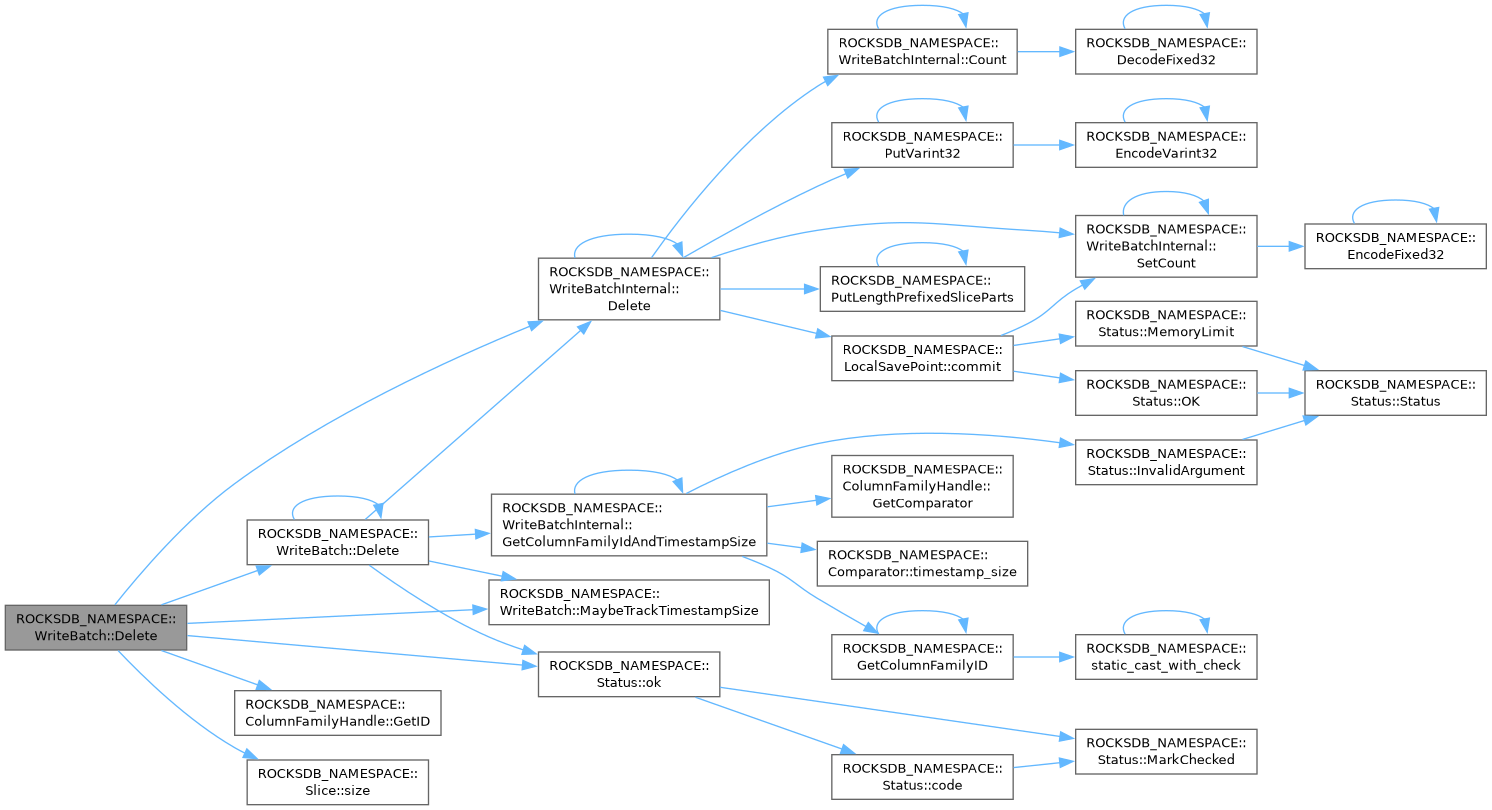 ROCKSDB_NAMESPACE::
WriteBatch::Delete
ROCKSDB_NAMESPACE::
WriteBatch::Delete
ROCKSDB_NAMESPACE::
ColumnFamilyHandle::GetID
ROCKSDB_NAMESPACE::
Slice::size
ROCKSDB_NAMESPACE::
WriteBatchInternal::
Delete
ROCKSDB_NAMESPACE::
WriteBatchInternal::
GetColumnFamilyIdAndTimestampSize
ROCKSDB_NAMESPACE::
WriteBatch::MaybeTrackTimestampSize
ROCKSDB_NAMESPACE::
Status::ok
ROCKSDB_NAMESPACE::
WriteBatchInternal::Count
ROCKSDB_NAMESPACE::
PutVarint32
ROCKSDB_NAMESPACE::
PutLengthPrefixedSliceParts
ROCKSDB_NAMESPACE::
LocalSavePoint::commit
ROCKSDB_NAMESPACE::
ColumnFamilyHandle::
GetComparator
ROCKSDB_NAMESPACE::
Comparator::timestamp_size
ROCKSDB_NAMESPACE::
GetColumnFamilyID
ROCKSDB_NAMESPACE::
Status::code
ROCKSDB_NAMESPACE::
DecodeFixed32
ROCKSDB_NAMESPACE::
EncodeVarint32
ROCKSDB_NAMESPACE::
WriteBatchInternal::
SetCount
ROCKSDB_NAMESPACE::
Status::MemoryLimit
ROCKSDB_NAMESPACE::
Status::OK
ROCKSDB_NAMESPACE::
Status::InvalidArgument
ROCKSDB_NAMESPACE::
static_cast_with_check
ROCKSDB_NAMESPACE::
Status::MarkChecked
ROCKSDB_NAMESPACE::
EncodeFixed32
ROCKSDB_NAMESPACE::
Status::Status